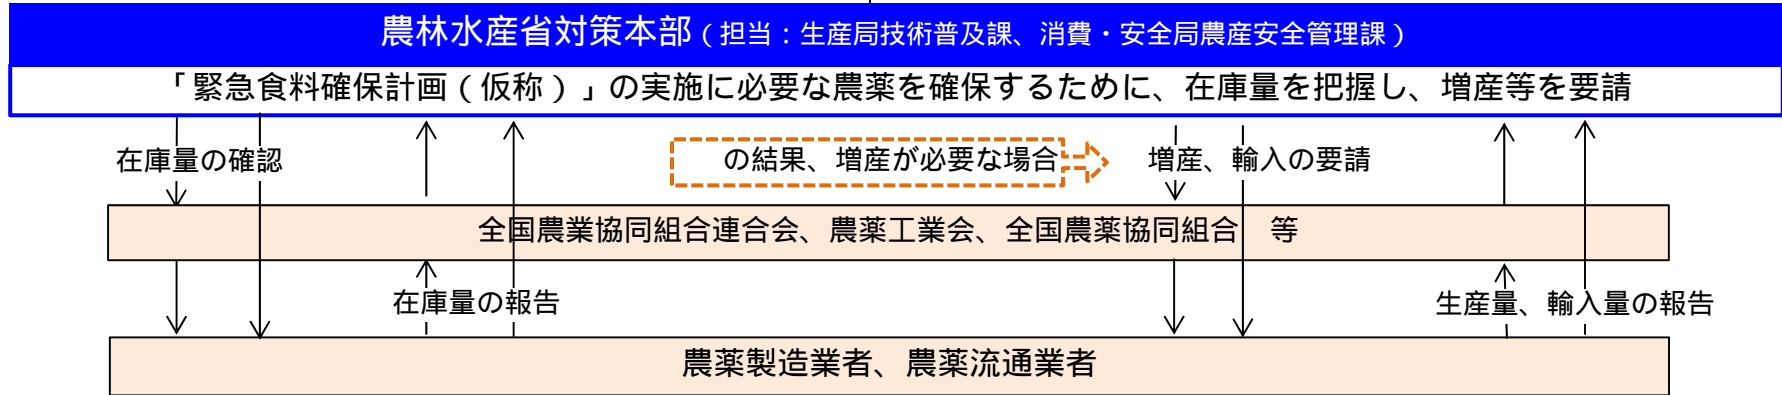 農林水産省対策本部(担当:生産局技術普及課、消費・安全局農産安全管理課)
「緊急食料確保計画(仮称)」の実施に必要な農薬を確保するために、在庫量を把握し、増産等を要請
在庫量の確認
の結果、増産が必要な場合
増産、輸入の要請
全国農業協同組合連合会、農薬工業会、全国農薬協同組合 等
在庫量の報告
生産量、輸入量の報告
農薬製造業者、農薬流通業者